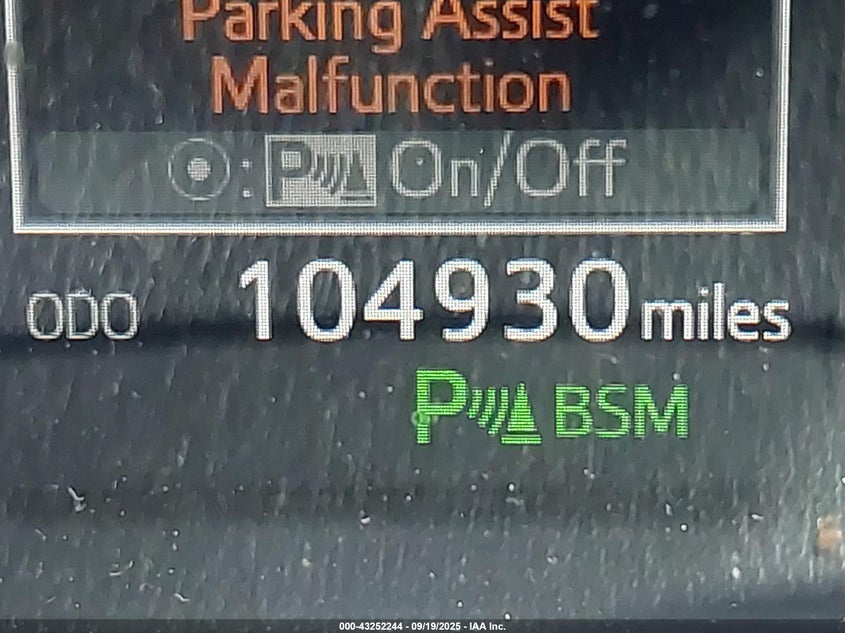 Parking Assist
Malfunction
: P On/Off
ODO 104930 miles
P BSM
000-43252244 - 09/19/2025 - IAA Inc.